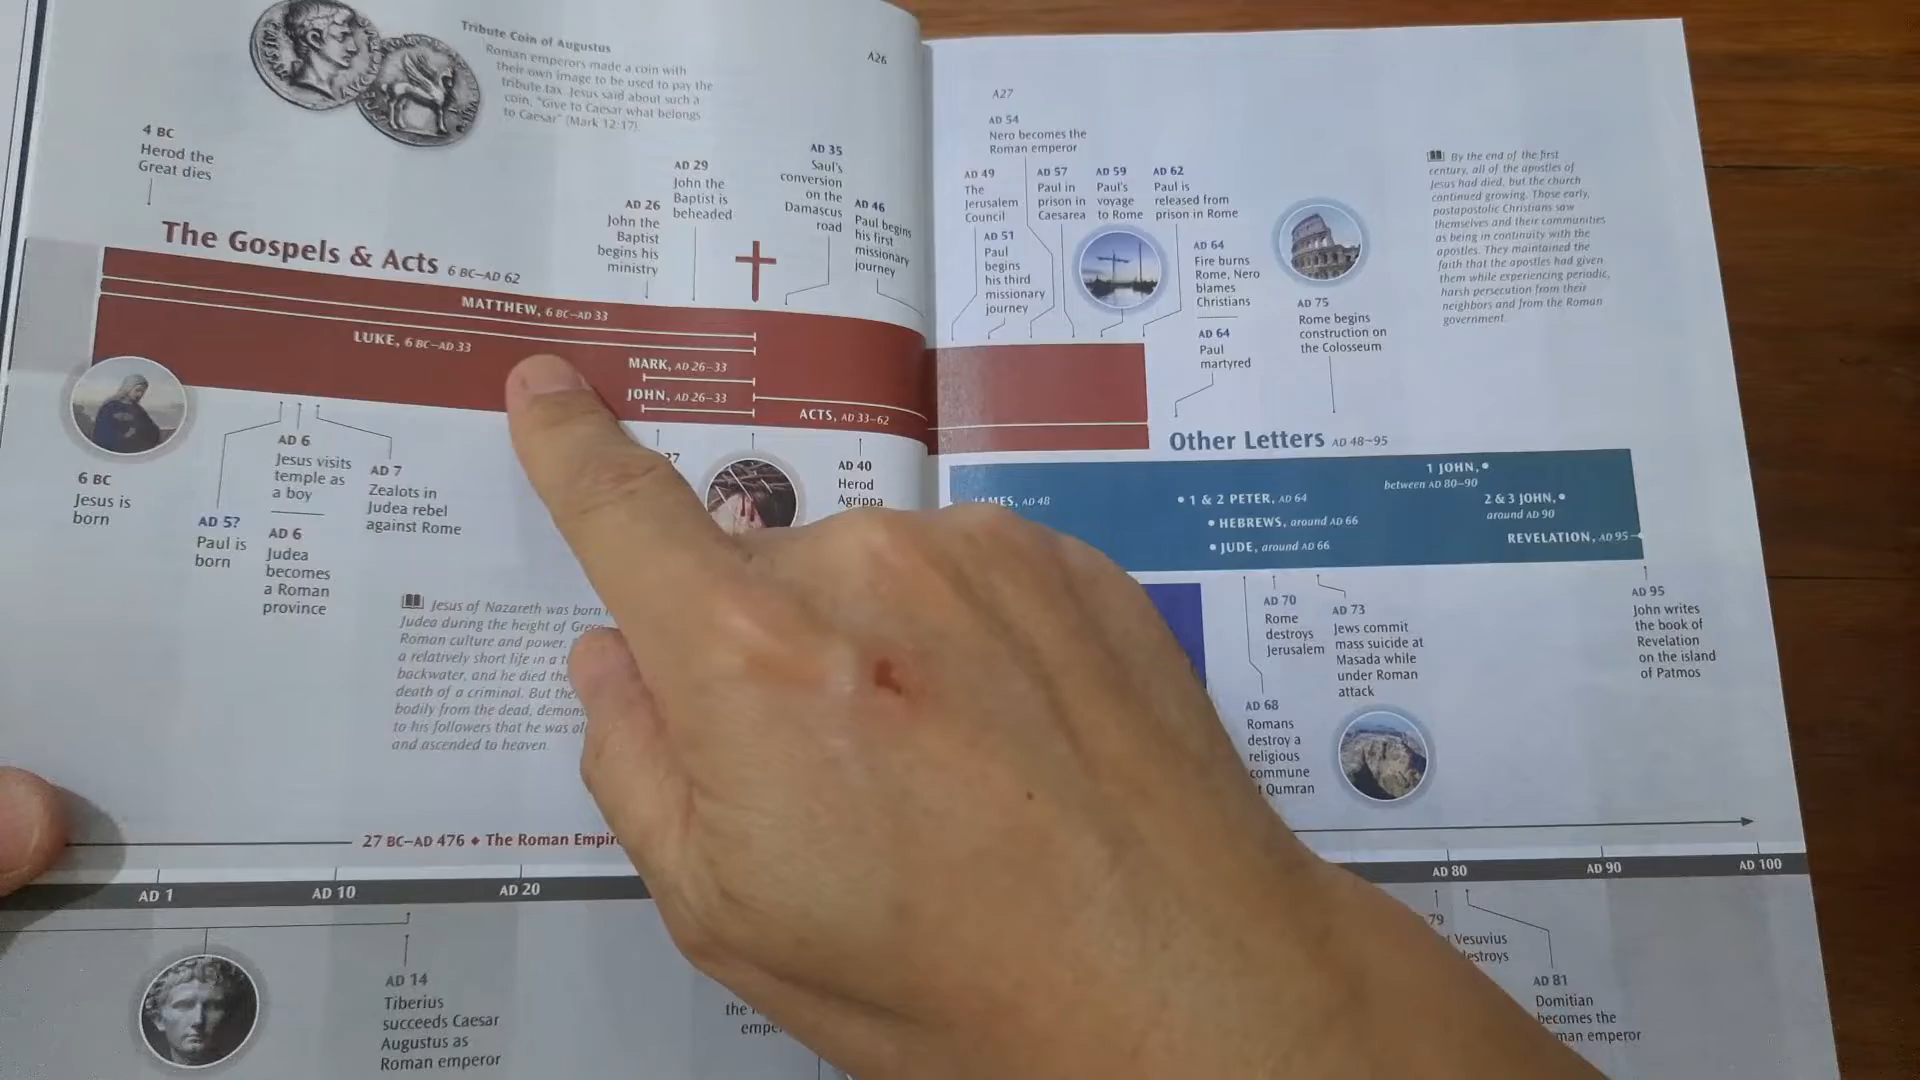 Tribute Coin of Augustus
Roman emperors made a coin with
their own image to be used to pay the
tribute tax. Jesus said about such a
coin, "Give to Caesar what belongs
to Caesar" (Mark 12:17).
A26
4 BC
Herod the
Great dies
AD 26
John the
Baptist
begins his
ministry
AD 29
John the
Baptist is
beheaded
AD 35
Saul's
conversion
on the
Damascus
road
AD 46
Paul begins
his first
missionary
journey
The Gospels & Acts 6 BC–AD 62
MATTHEW, 6 BC–AD 33
LUKE, 6 BC–AD 33
MARK, AD 26–33
JOHN, AD 26–33
ACTS, AD 33–62
6 BC
Jesus is
born
AD 5?
Paul is
born
AD 6
Jesus visits
temple as
a boy
AD 6
Judea
becomes
a Roman
province
AD 7
Zealots in
Judea rebel
against Rome
27
AD 40
Herod
Agrippa
Jesus of Nazareth was born
Judea during the height of
Roman culture and power.
a relatively short life in a
backwater, and he died the
death of a criminal. But
bodily from the dead,
to his followers that he was
and ascended to heaven.
27 BC–AD 476 ◆ The Roman
AD 1
AD 10
AD 20
AD 14
Tiberius
succeeds Caesar
Augustus as
Roman emperor
the
A27
AD 49
The
Jerusalem
Council
AD 51
Paul
begins
his third
missionary
journey
AD 54
Nero becomes the
Roman emperor
AD 57
Paul in
prison in
Caesarea
AD 59
Paul's
voyage
to Rome
AD 62
Paul is
released from
prison in Rome
AD 64
Fire burns
Rome, Nero
blames
Christians
AD 64
Paul
martyred
AD 75
Rome begins
construction on
the Colosseum
By the end of the first
century, all of the apostles of
Jesus had died, but the church
continued growing. Those early,
postapostolic Christians saw
themselves and their communities
as being in continuity with the
apostles. They maintained the
faith that the apostles had given
them while experiencing periodic,
harsh persecution from their
neighbors and from the Roman
government.
Other Letters AD 48–95
AD 48
1 & 2 PETER, AD 64
HEBREWS, around AD 66
JUDE, around AD 66
1 JOHN,
between AD 80–90
2 & 3 JOHN,
around AD 90
REVELATION, AD 95
AD 68
Romans
destroy a
religious
commune
Qumran
AD 70
Rome
destroys
Jerusalem
AD 73
Jews commit
mass suicide at
Masada while
under Roman
attack
AD 95
John writes
the book of
Revelation
on the island
of Patmos
AD 80
AD 90
AD 100
79
Vesuvius
AD 81
Domitian
becomes the
emperor